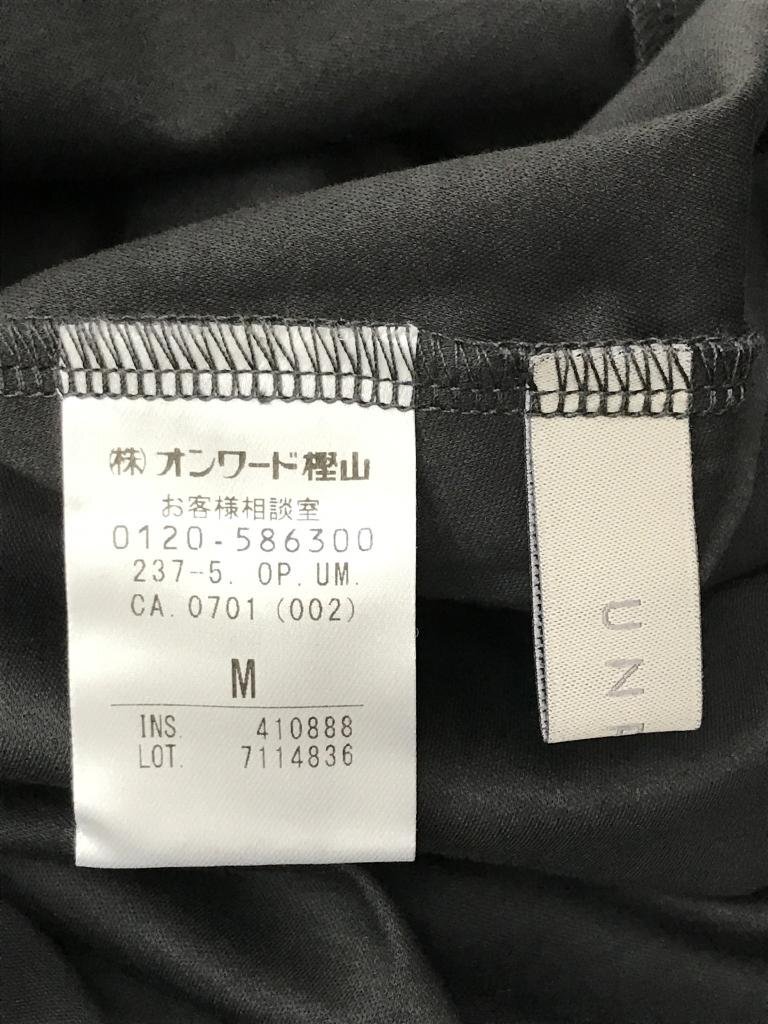 (株)オンワード樫山
お客様相談室
0120-586300
237-5. OP. UM.
CA. 0701 (002)
M
INS. 410888
LOT. 7114836
UN